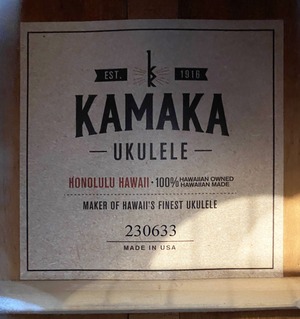 EST. 1916
KAMAKA
UKULELE
HONOLULU HAWAII • 100% HAWAIIAN OWNED
HAWAIIAN MADE
MAKER OF HAWAII'S FINEST UKULELE
230633
MADE IN USA